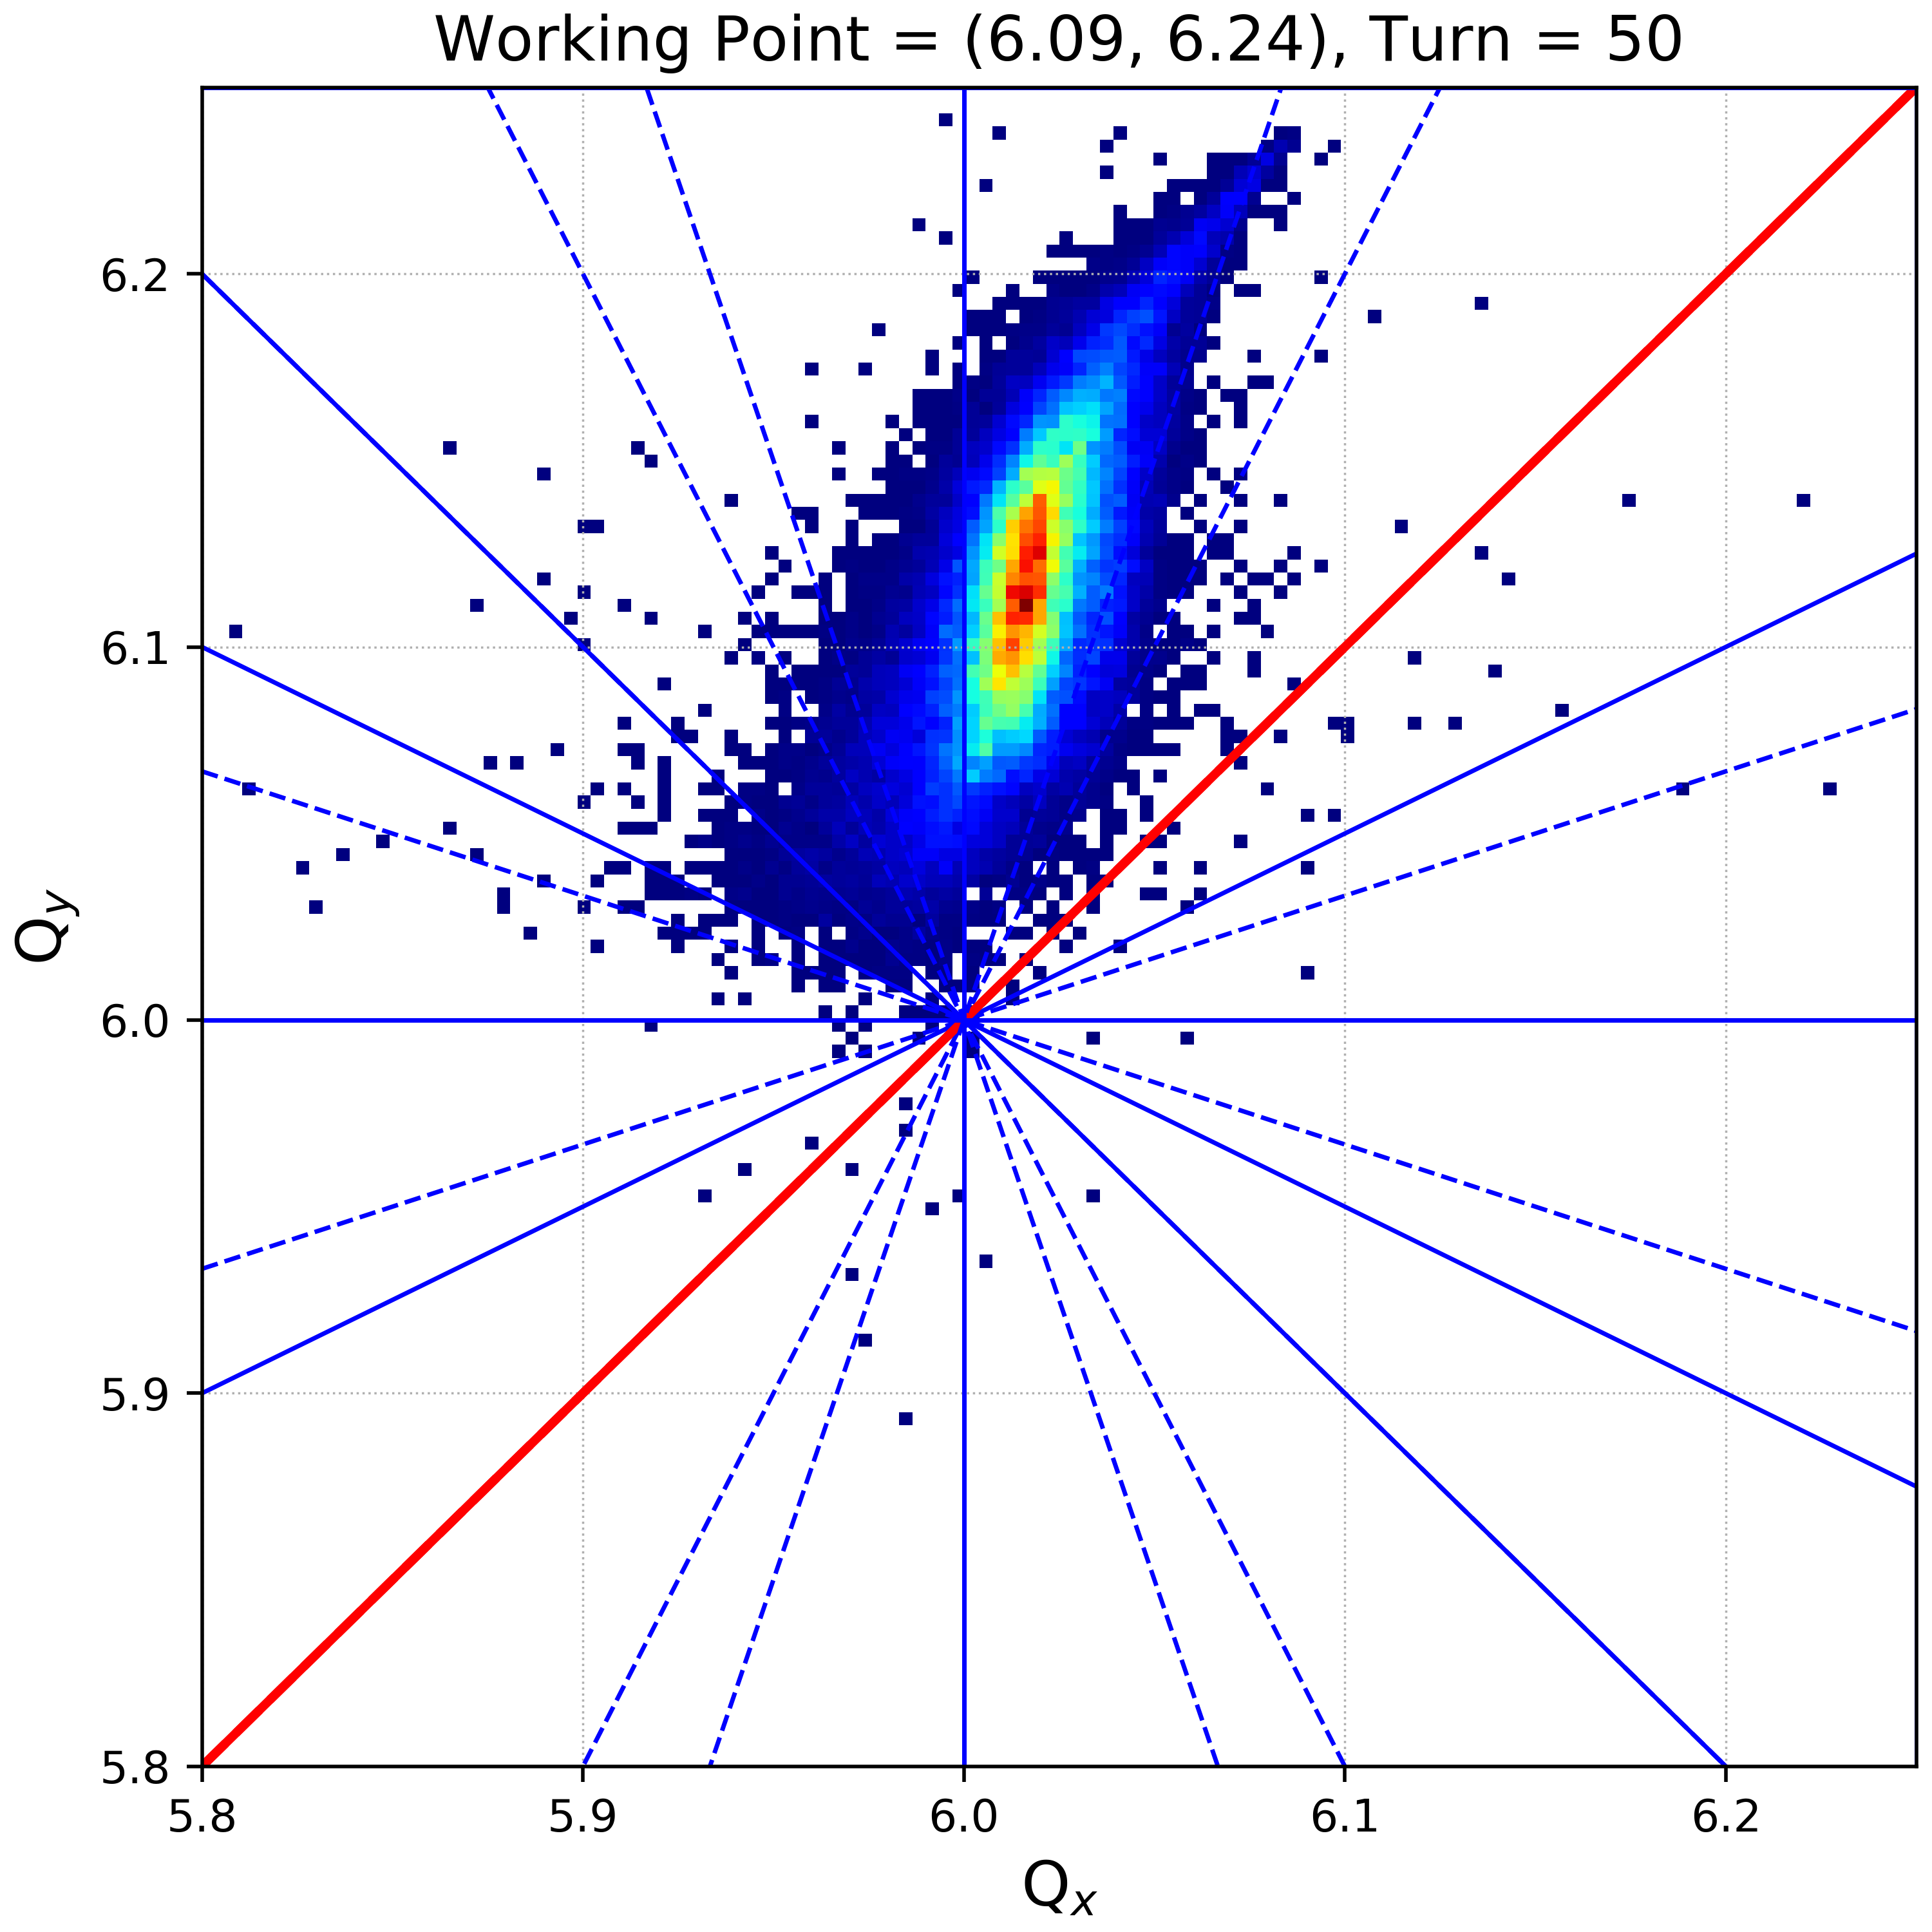 Working Point = (6.09, 6.24), Turn = 50
Qy
6.2
6.1
6.0
5.9
5.8
5.8 5.9 6.0 6.1 6.2
Qx